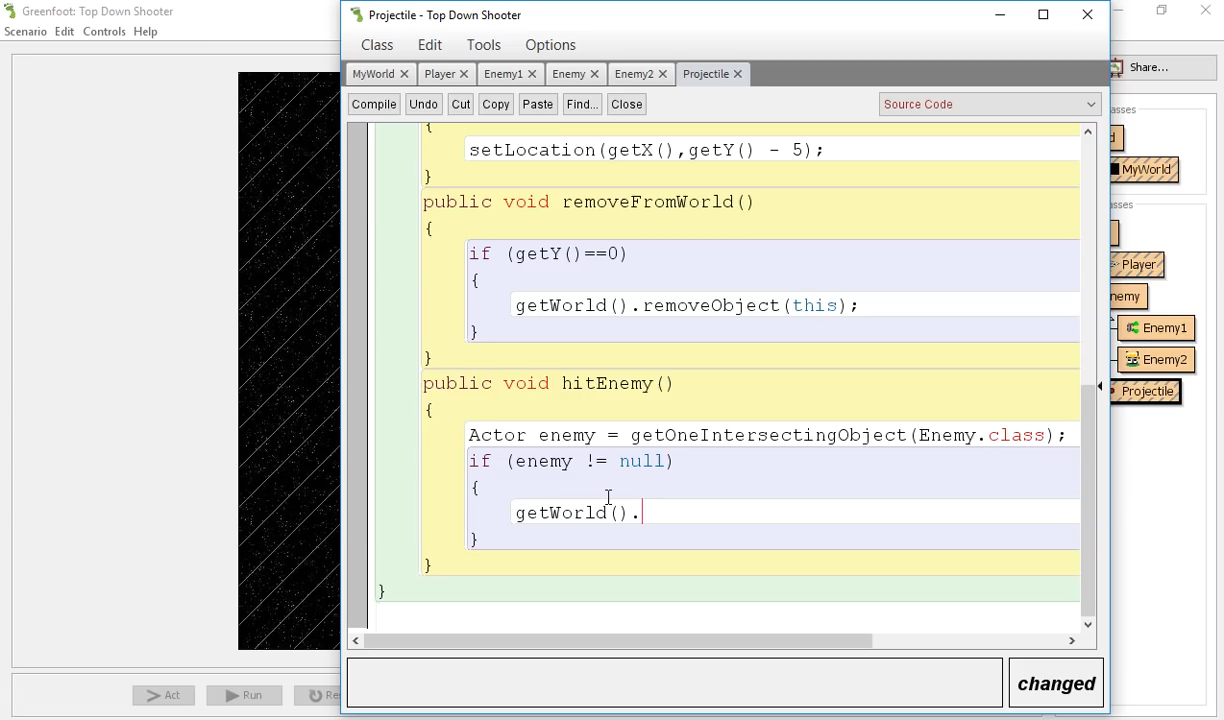 Greenfoot: Top Down Shooter
Scenario Edit Controls Help
Projectile - Top Down Shooter
Class Edit Tools Options
MyWorld Player Enemy1 Enemy Enemy2 Projectile
Compile Undo Cut Copy Paste Find... Close Source Code
{
setLocation(getX(),getY() - 5);
}
public void removeFromWorld()
{
if (getY()==0)
{
getWorld().removeObject(this);
}
}
public void hitEnemy()
{
Actor enemy = getOneIntersectingObject(Enemy.class);
if (enemy != null)
{
getWorld().
}
}
}
changed
> Act Run Re
Share...
asses
d
MyWorld
asses
Player
nemy
Enemy1
Enemy2
Projectile